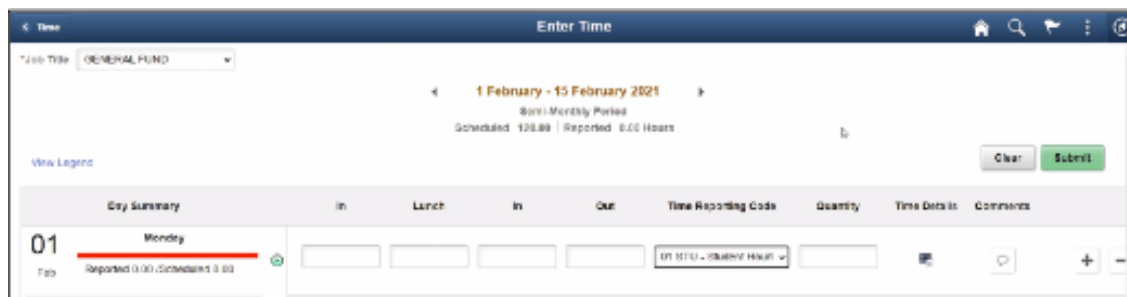 Time
Enter Time
*Job Title GENERAL FUND
1 February - 15 February 2021
Semi-Monthly Period
Scheduled 120.00 | Reported 0.00 Hours
View Legend
Clear Submit
Day Summary In Lunch In Out Time Reporting Code Quantity Time Details Comments
01 Monday
Feb Reported 0.00 /Scheduled 8.00
01 STU - Student Hourl